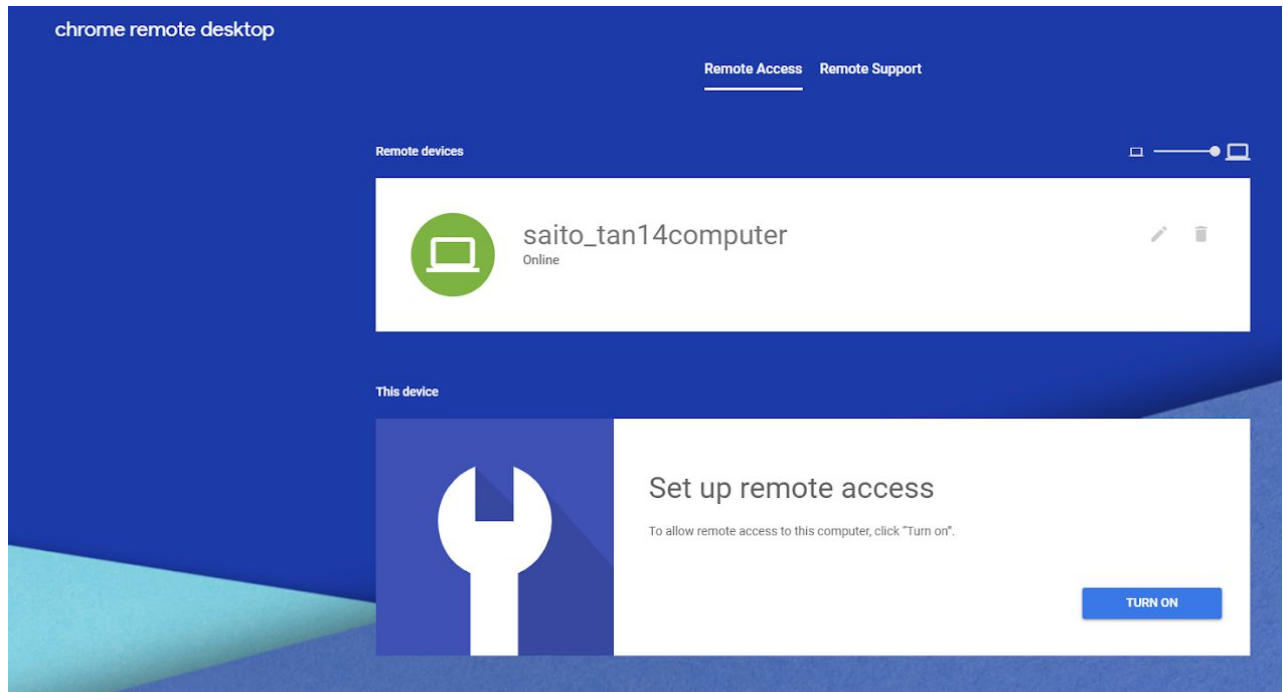 chrome remote desktop
Remote Access Remote Support
Remote devices
saito_tan14computer
Online
This device
Set up remote access
To allow remote access to this computer, click “Turn on”.
TURN ON